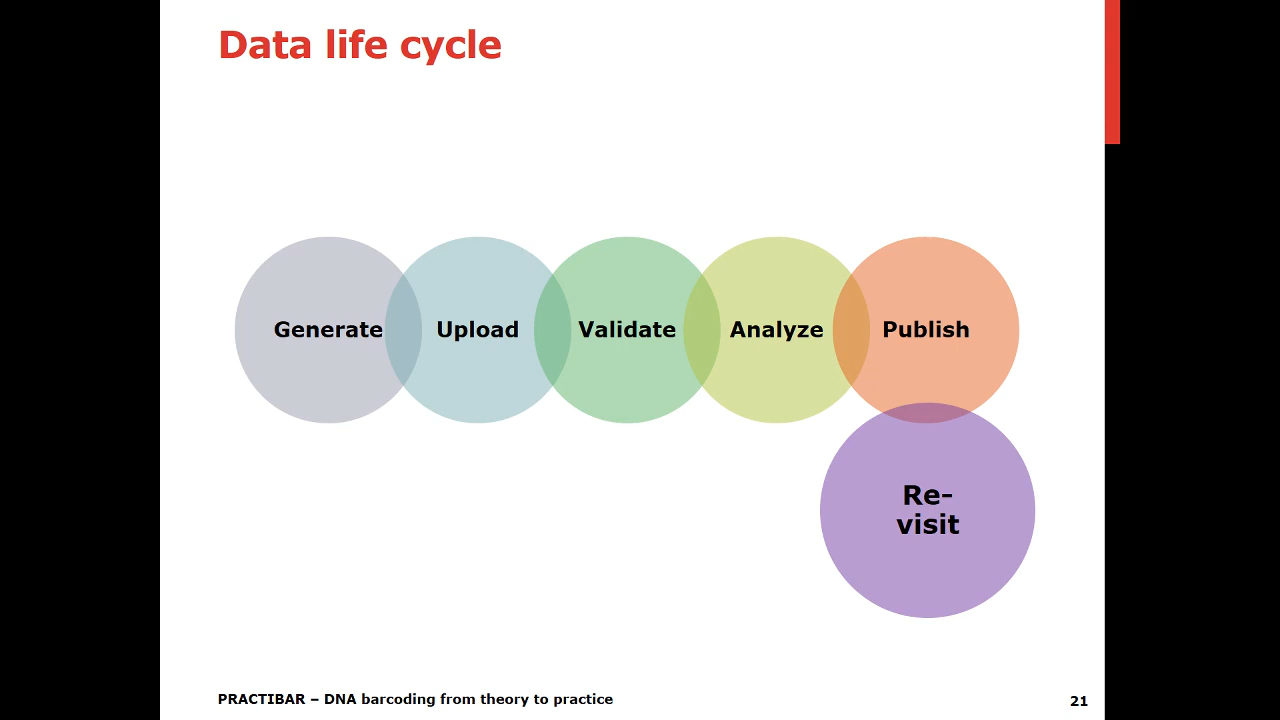 Data life cycle
Generate
Upload
Validate
Analyze
Publish
Re-
visit
PRACTIBAR – DNA barcoding from theory to practice
21